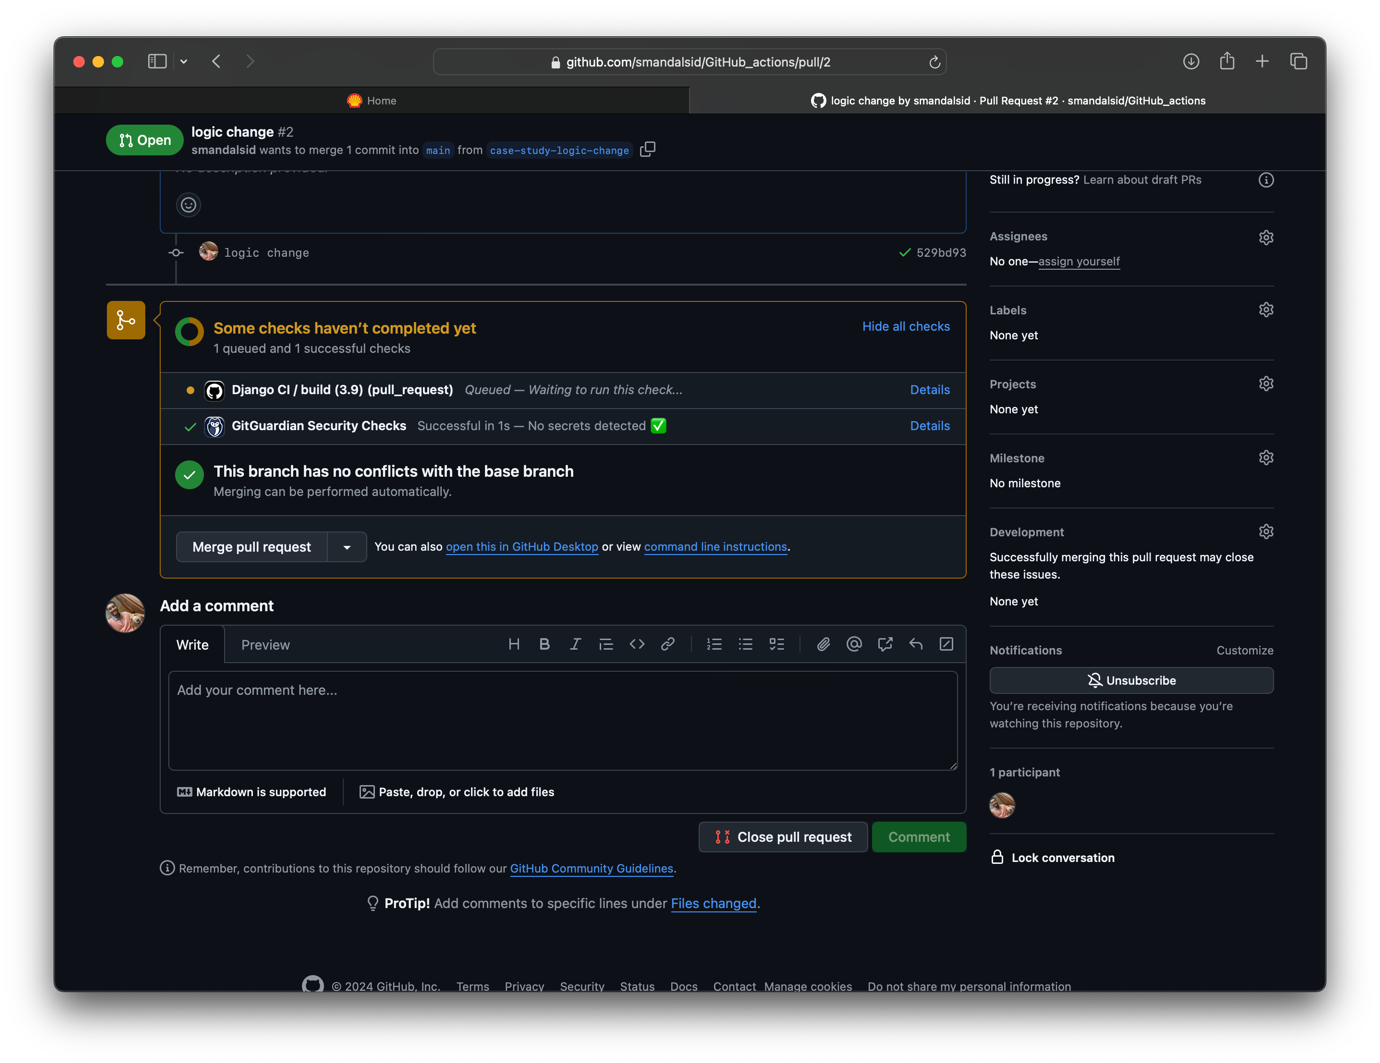 github.com/smandalsid/GitHub_actions/pull/2
Home
logic change by smandalsid · Pull Request #2 · smandalsid/GitHub_actions
Open
logic change #2
smandalsid wants to merge 1 commit into main from case-study-logic-change
No description provided.
logic change
529bd93
Some checks haven’t completed yet
1 queued and 1 successful checks
Hide all checks
Django CI / build (3.9) (pull_request) Queued — Waiting to run this check...
Details
GitGuardian Security Checks Successful in 1s — No secrets detected ✅
Details
This branch has no conflicts with the base branch
Merging can be performed automatically.
Merge pull request
You can also open this in GitHub Desktop or view command line instructions.
Add a comment
Write
Preview
Add your comment here...
Markdown is supported
Paste, drop, or click to add files
Close pull request
Comment
Remember, contributions to this repository should follow our GitHub Community Guidelines.
ProTip! Add comments to specific lines under Files changed.
Still in progress? Learn about draft PRs
Assignees
No one—assign yourself
Labels
None yet
Projects
None yet
Milestone
No milestone
Development
Successfully merging this pull request may close
these issues.
None yet
Notifications
Customize
Unsubscribe
You’re receiving notifications because you’re
watching this repository.
1 participant
Lock conversation
© 2024 GitHub, Inc. Terms Privacy Security Status Docs Contact Manage cookies Do not share my personal information